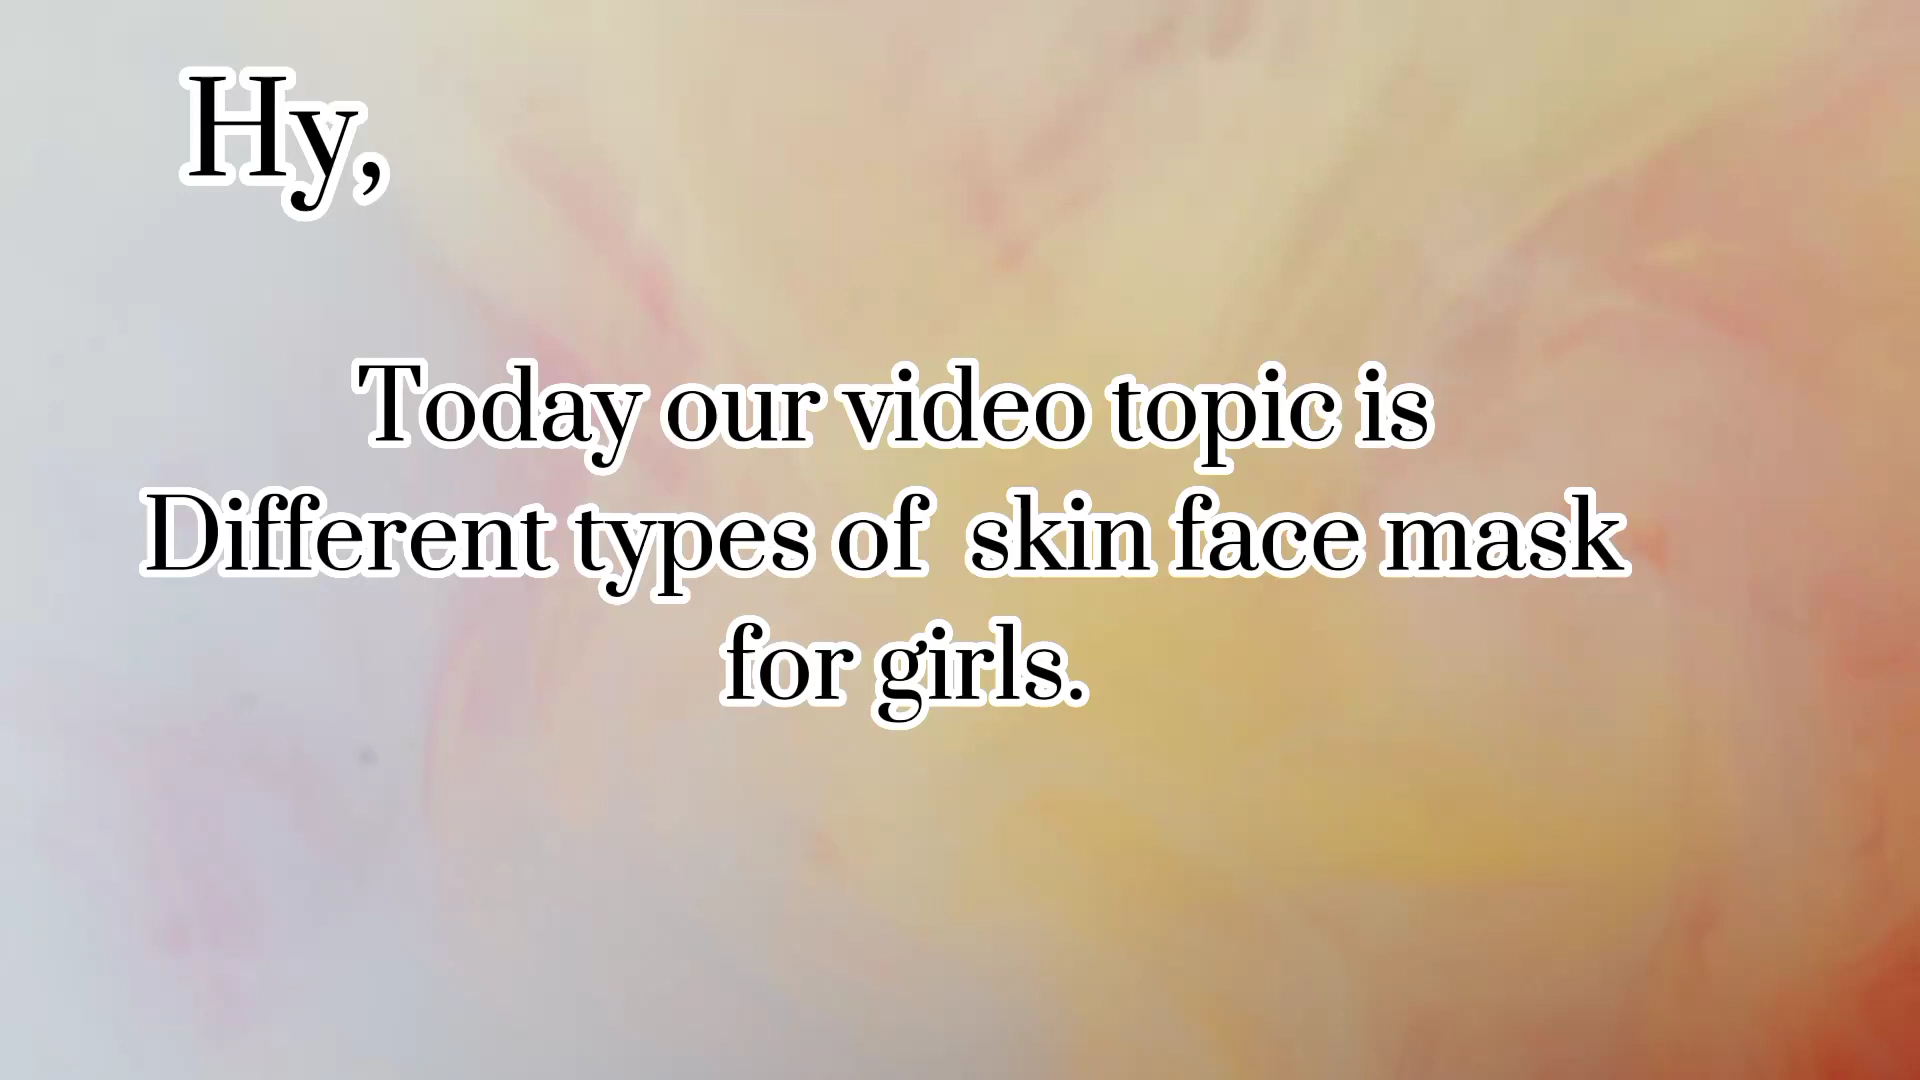 Hy,
Today our video topic is
Different types of skin face mask
for girls.